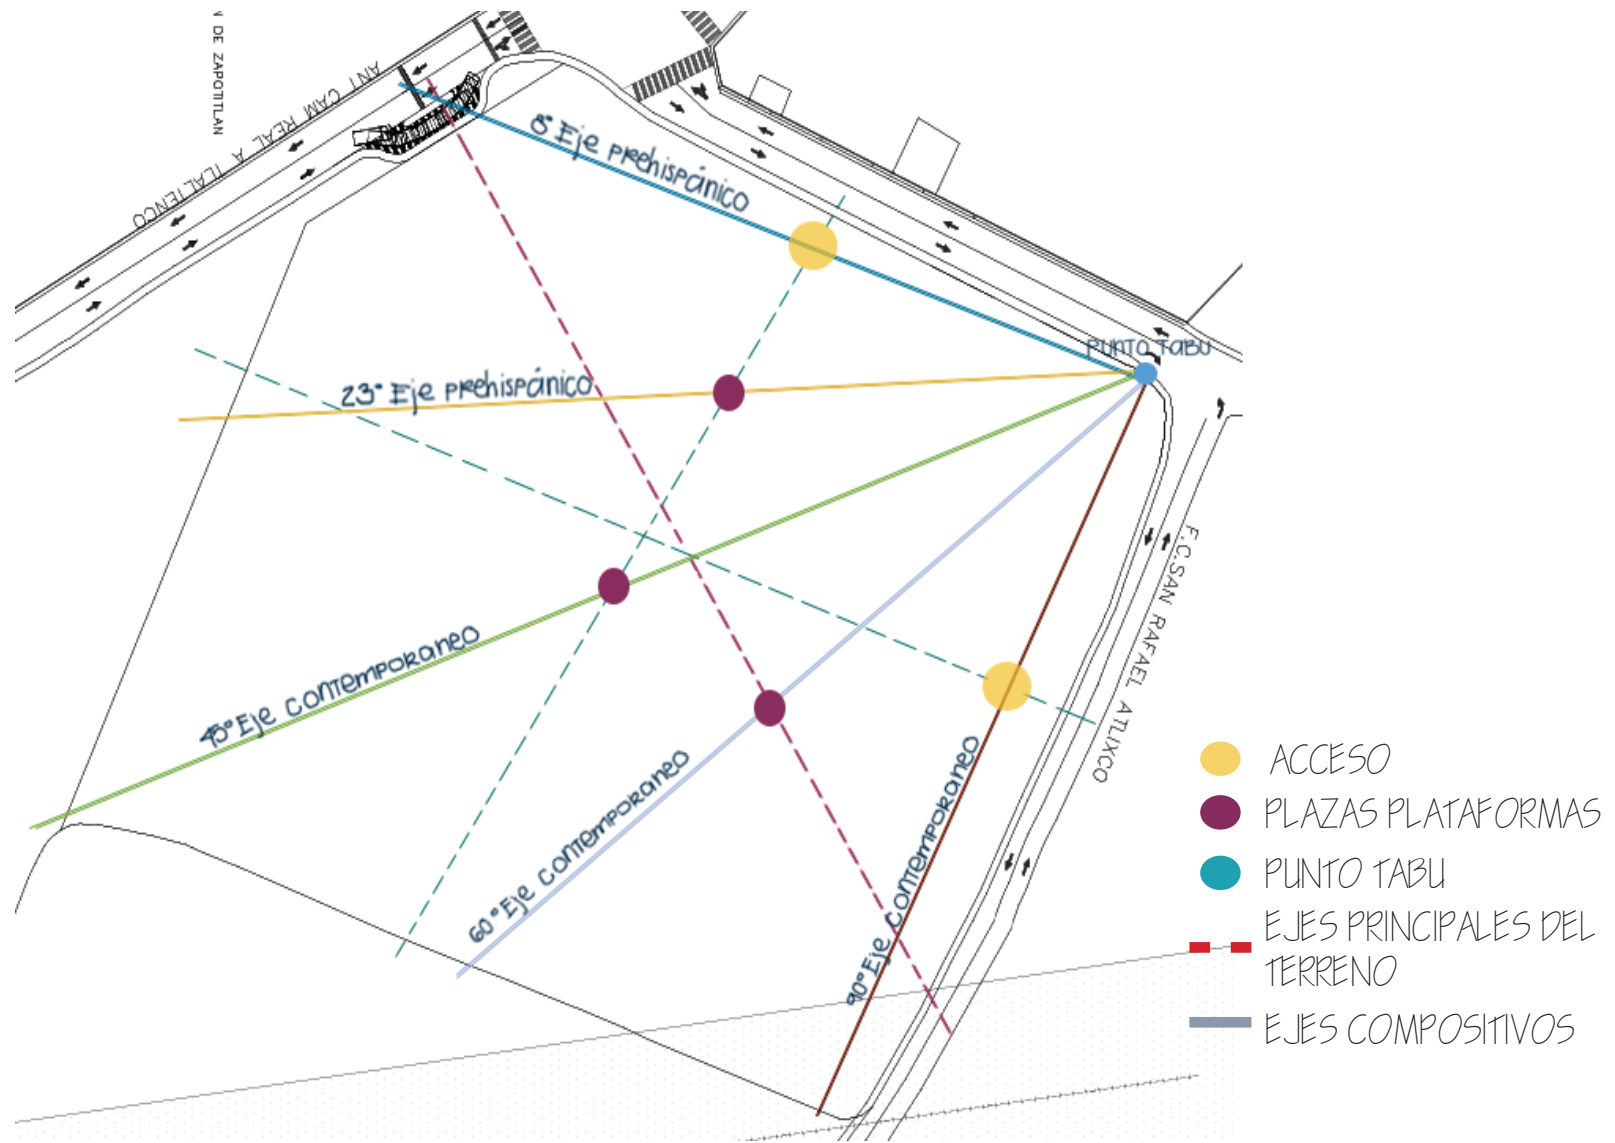 N DE ZAPOTITLAN
ANT CAM REAL A TLALTENCO
8° Eje prehispánico
PUNTO TABU
23° Eje prehispánico
F.C.SAN RAFAEL ATLIXCO
45° Eje contemporaneo
60° Eje contemporaneo
90° Eje contemporaneo
ACCESO
PLAZAS PLATAFORMAS
PUNTO TABU
EJES PRINCIPALES DEL
TERRENO
EJES COMPOSITIVOS